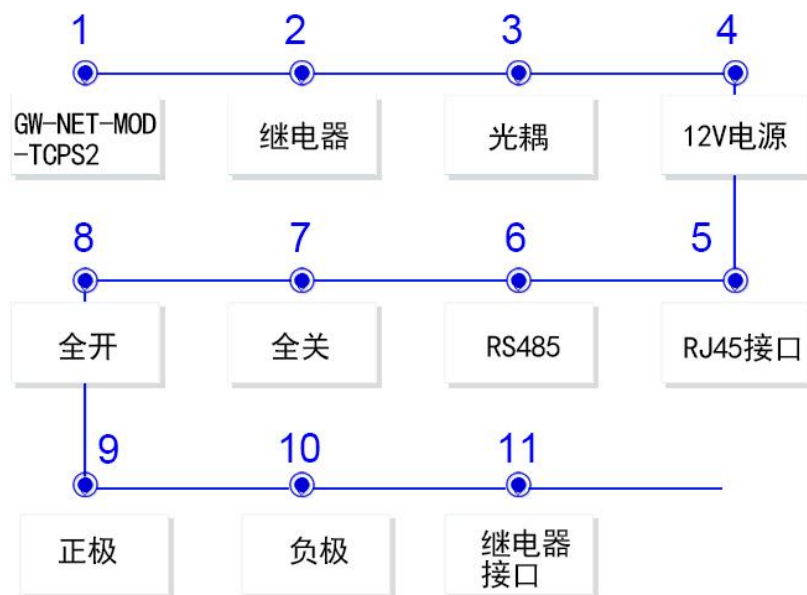 1 2 3 4
GW-NET-MOD
-TCPS2
继电器
光耦
12V电源
8 7 6 5
全开
全关
RS485
RJ45接口
9 10 11
正极
负极
继电器
接口